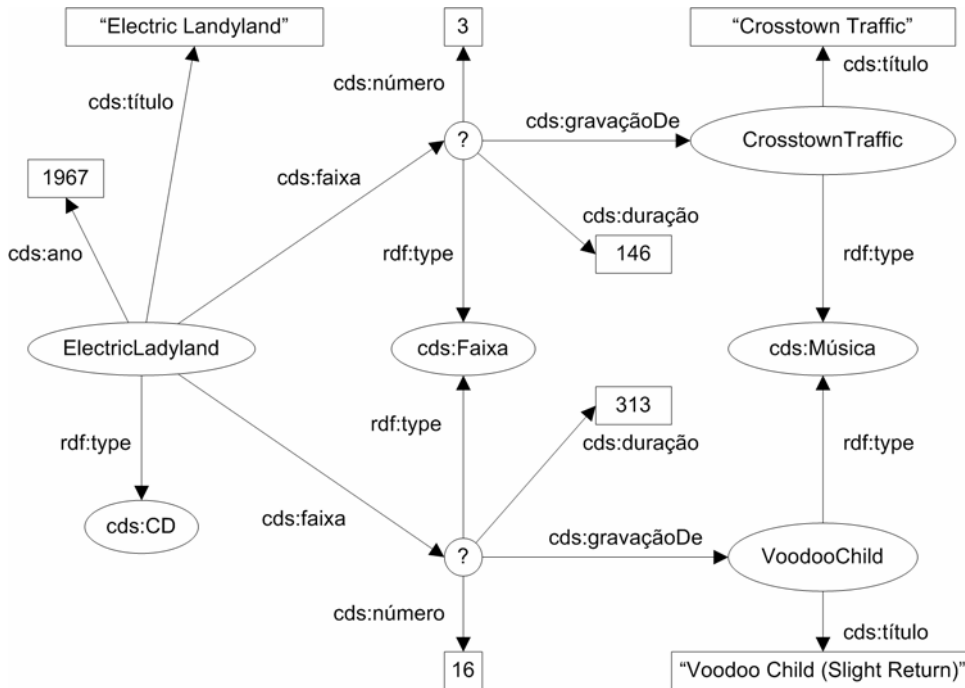 “Electric Landyland”
3
“Crosstown Traffic”
cds:título
cds:número
cds:título
cds:gravaçãoDe
?
CrosstownTraffic
1967
cds:faixa
cds:duração
cds:ano
rdf:type
146
rdf:type
ElectricLadyland
cds:Faixa
cds:Música
313
rdf:type
cds:duração
rdf:type
rdf:type
cds:CD
cds:faixa
cds:gravaçãoDe
?
VoodooChild
cds:número
cds:título
16
“Voodoo Child (Slight Return)”